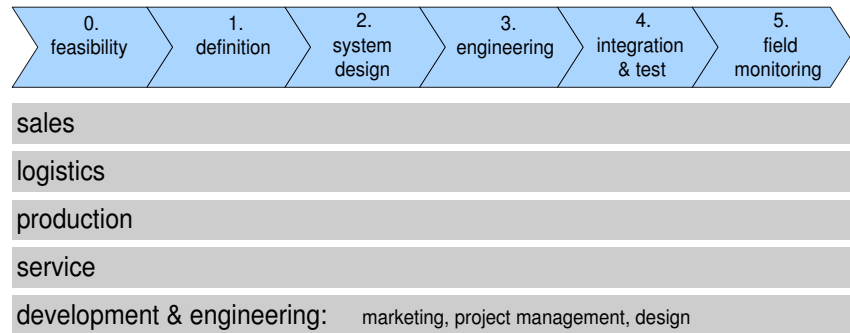 0.
feasibility
1.
definition
2.
system
design
3.
engineering
4.
integration
& test
5.
field
monitoring
sales
logistics
production
service
development & engineering: marketing, project management, design